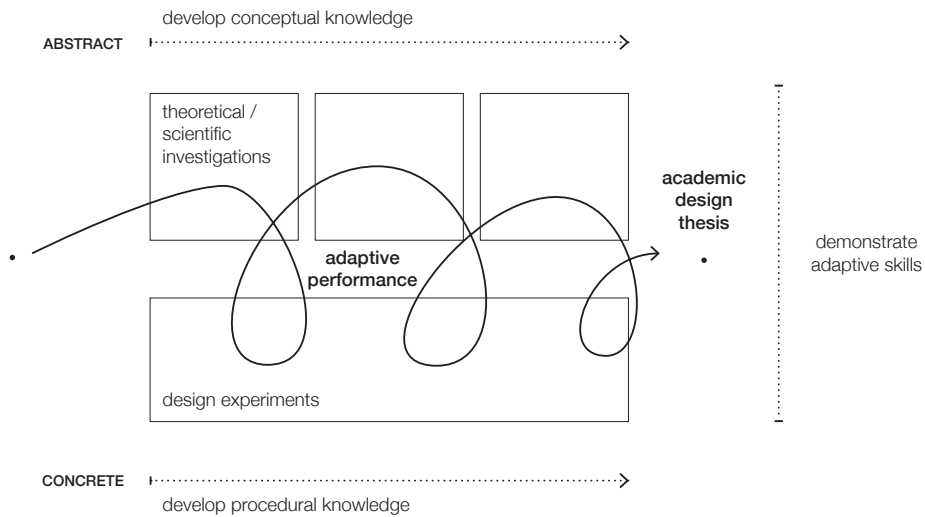 develop conceptual knowledge
ABSTRACT
theoretical /
scientific
investigations
academic
design
thesis
demonstrate
adaptive skills
adaptive
performance
design experiments
CONCRETE
develop procedural knowledge